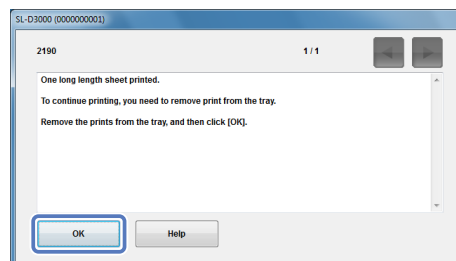 SL-D3000 (0000000001)
2190 1 / 1
One long length sheet printed.
To continue printing, you need to remove print from the tray.
Remove the prints from the tray, and then click [OK].
OK Help